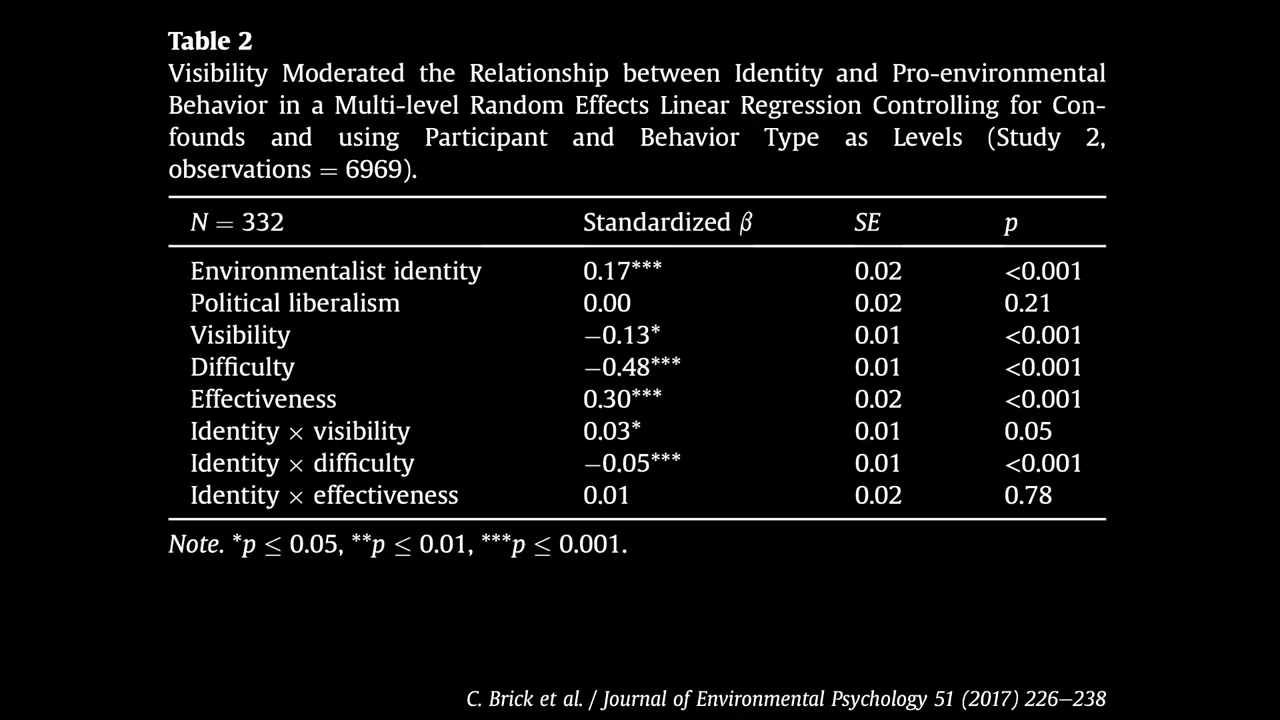 Table 2
Visibility Moderated the Relationship between Identity and Pro-environmental
Behavior in a Multi-level Random Effects Linear Regression Controlling for Con-
founds and using Participant and Behavior Type as Levels (Study 2,
observations = 6969).
N = 332 Standardized β SE p
Environmentalist identity 0.17*** 0.02 <0.001
Political liberalism 0.00 0.02 0.21
Visibility −0.13* 0.01 <0.001
Difficulty −0.48*** 0.01 <0.001
Effectiveness 0.30*** 0.02 <0.001
Identity × visibility 0.03* 0.01 0.05
Identity × difficulty −0.05*** 0.01 <0.001
Identity × effectiveness 0.01 0.02 0.78
Note. *p ≤ 0.05, **p ≤ 0.01, ***p ≤ 0.001.
C. Brick et al. / Journal of Environmental Psychology 51 (2017) 226–238